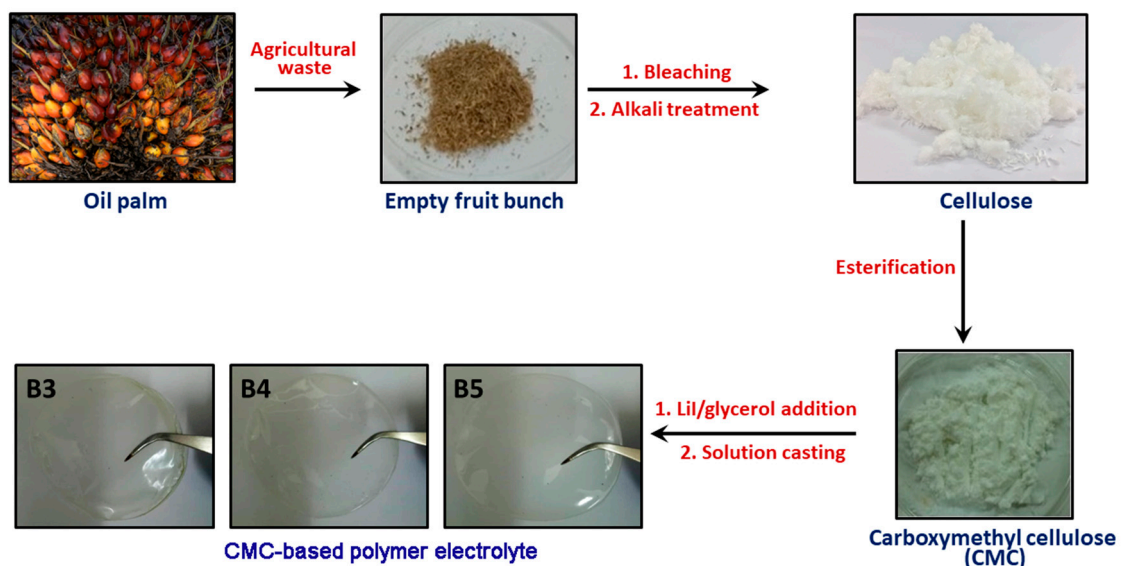 Agricultural
waste
1. Bleaching
2. Alkali treatment
Oil palm
Empty fruit bunch
Cellulose
Esterification
B3
B4
B5
1. LiI/glycerol addition
2. Solution casting
CMC-based polymer electrolyte
Carboxymethyl cellulose
(CMC)